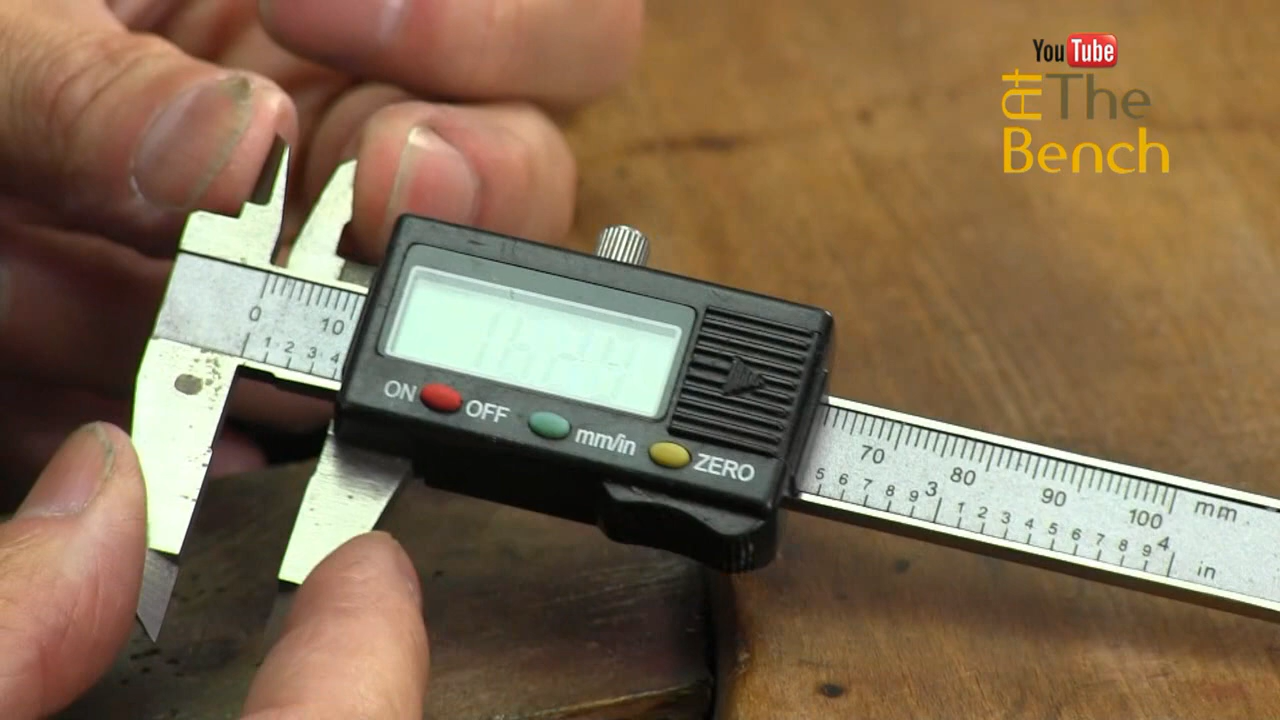 YouTube
At The
Bench
0 10
1 2 3 4
ON OFF mm/in ZERO
70 80 90 100 mm
5 6 7 8 9 3 1 2 3 4 5 6 7 8 9 4 in